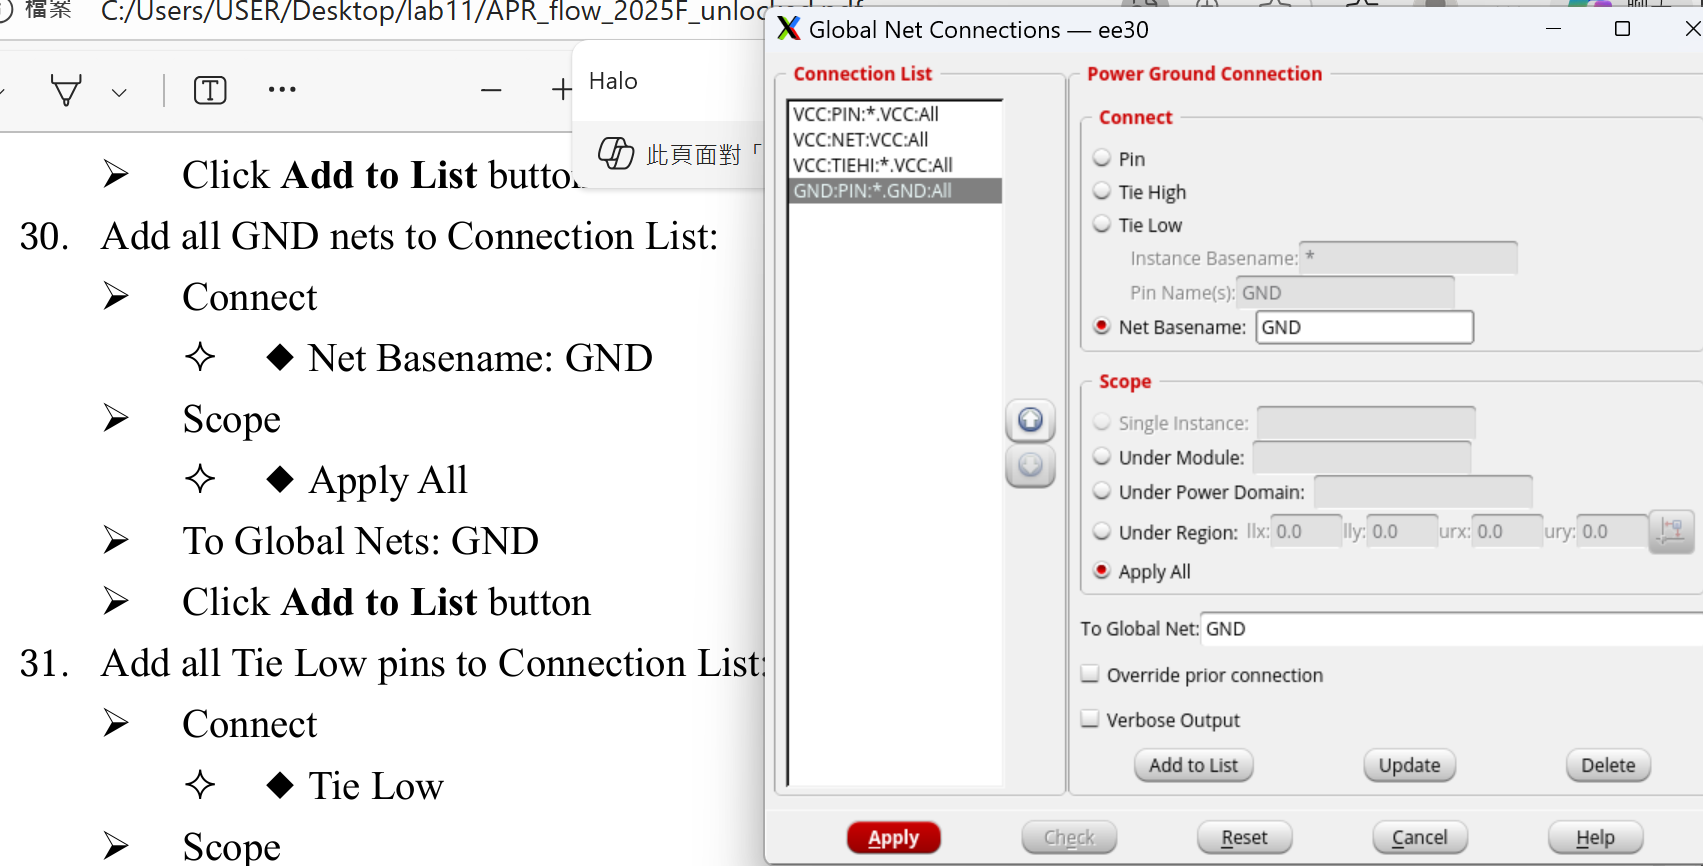 檔案
C:/Users/USER/Desktop/lab11/APR_flow_2025F_unlocked.pdf
Halo
此頁面對「
Click Add to List button
30. Add all GND nets to Connection List:
Connect
Net Basename: GND
Scope
Apply All
To Global Nets: GND
Click Add to List button
31. Add all Tie Low pins to Connection List:
Connect
Tie Low
Scope
Global Net Connections — ee30
Connection List
VCC:PIN:*.VCC:All
VCC:NET:VCC:All
VCC:TIEHI:*.VCC:All
GND:PIN:*.GND:All
Power Ground Connection
Connect
Pin
Tie High
Tie Low
Instance Basename: *
Pin Name(s): GND
Net Basename: GND
Scope
Single Instance:
Under Module:
Under Power Domain:
Under Region: llx: 0.0 lly: 0.0 urx: 0.0 ury: 0.0
Apply All
To Global Net: GND
Override prior connection
Verbose Output
Add to List Update Delete
Apply Check Reset Cancel Help